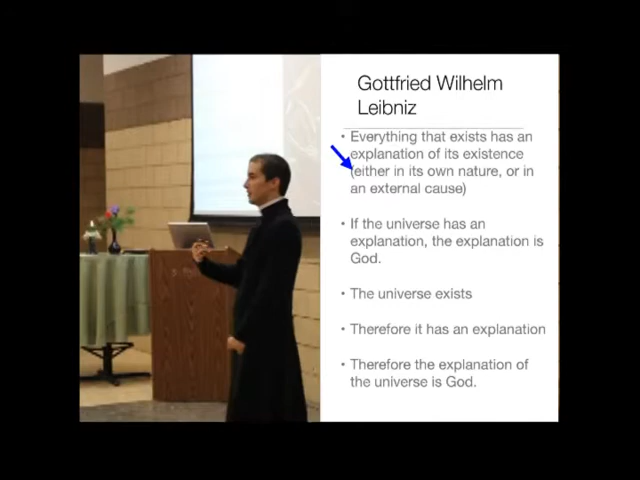 Gottfried Wilhelm
Leibniz
• Everything that exists has an
explanation of its existence
(either in its own nature, or in
an external cause)
• If the universe has an
explanation, the explanation is
God.
• The universe exists
• Therefore it has an explanation
• Therefore the explanation of
the universe is God.